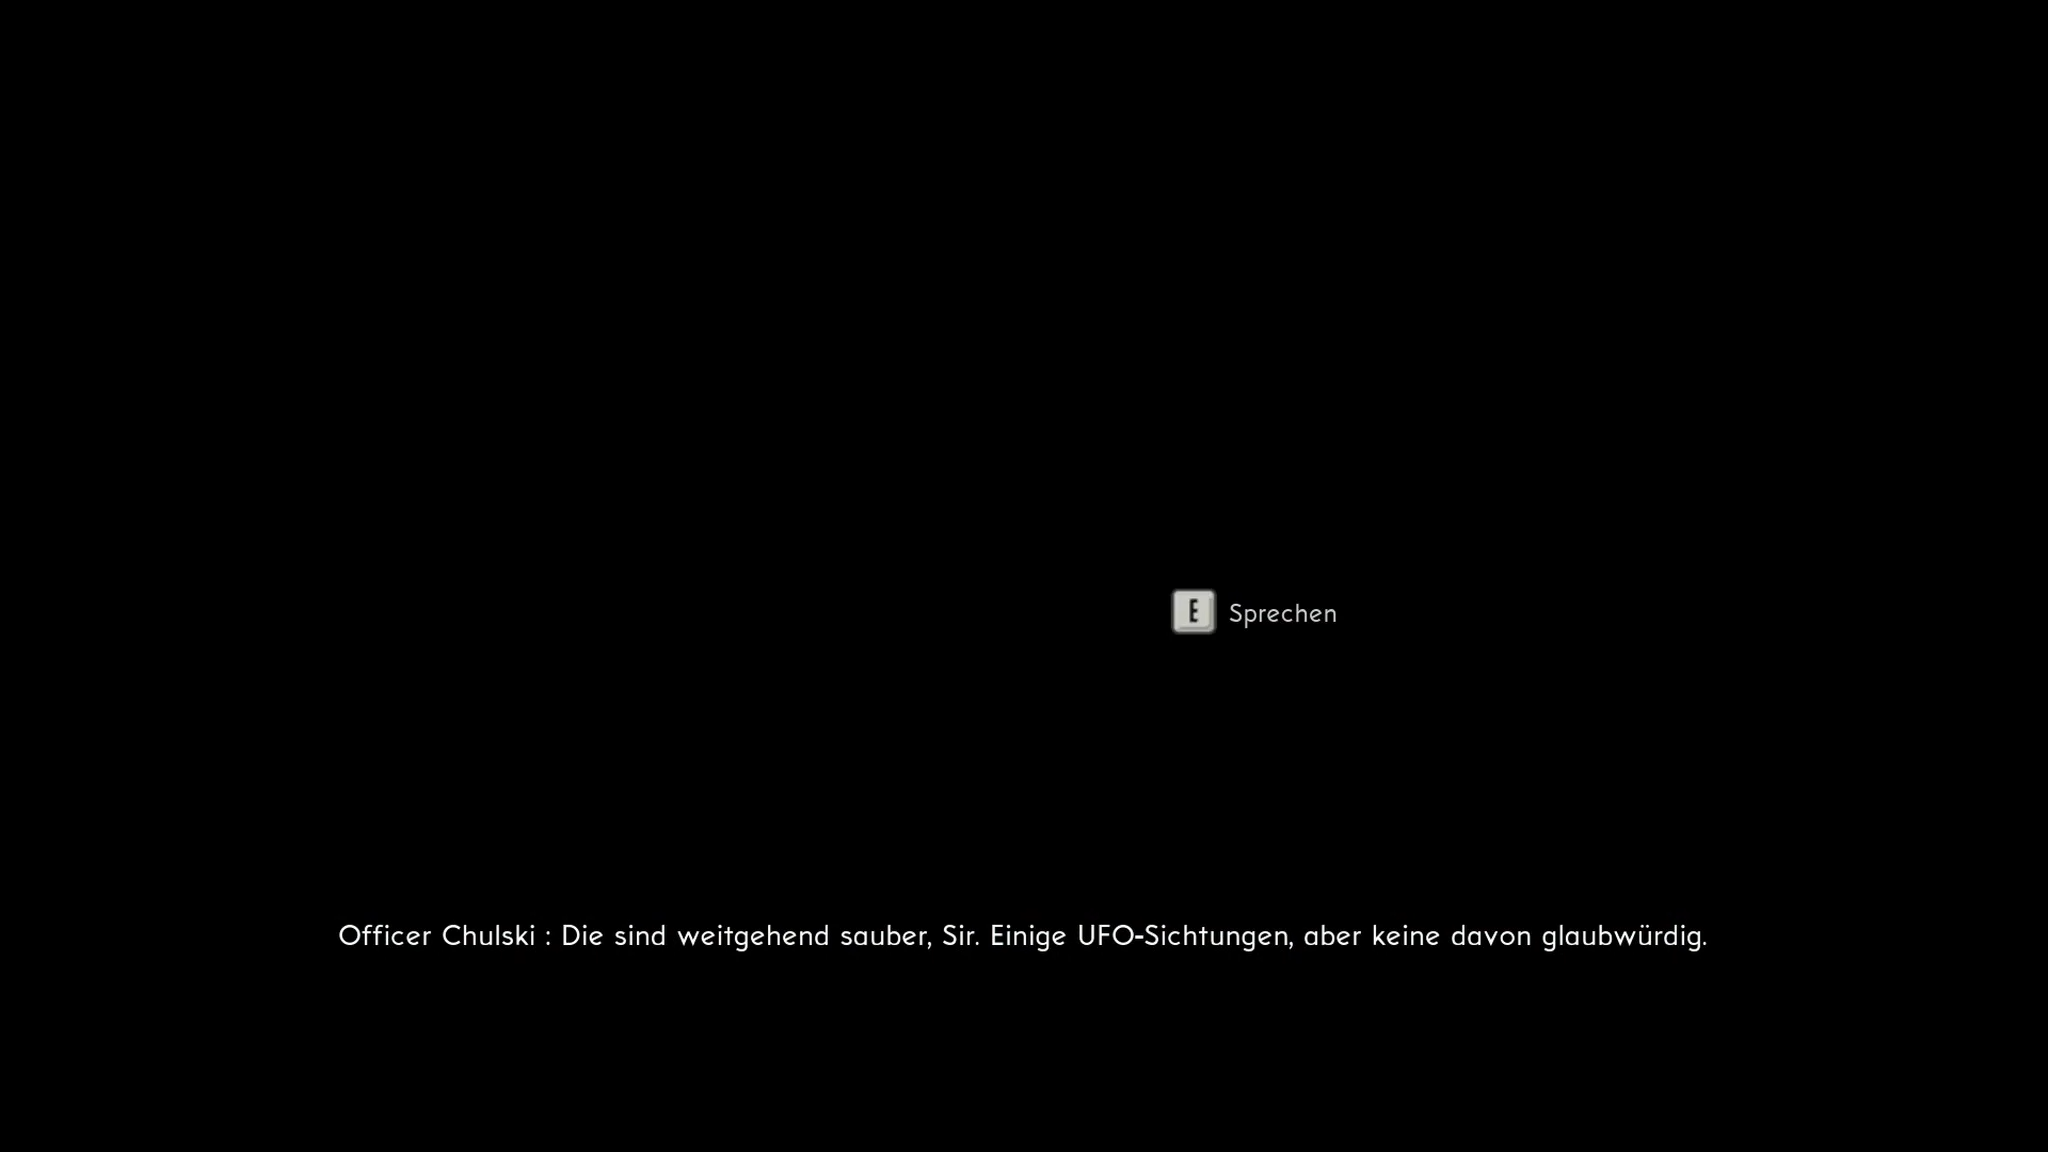 E Sprechen
Officer Chulski : Die sind weitgehend sauber, Sir. Einige UFO-Sichtungen, aber keine davon glaubwürdig.